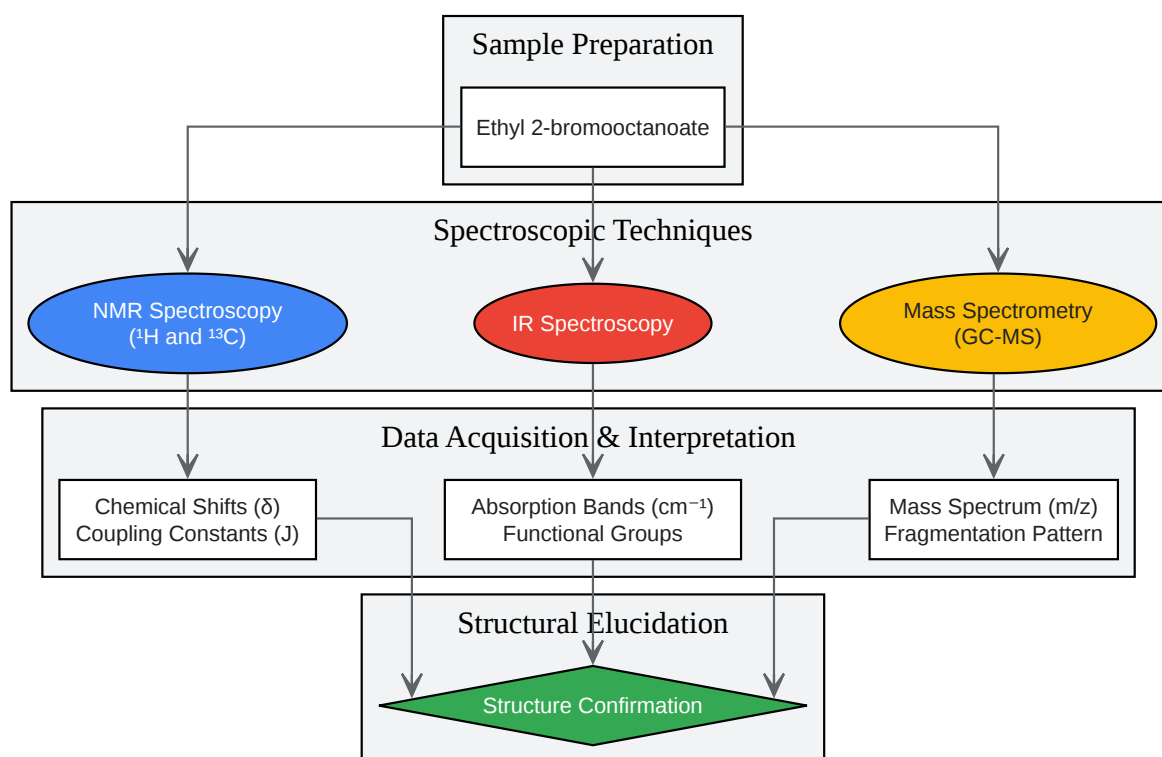 Sample Preparation
Ethyl 2-bromooctanoate
Spectroscopic Techniques
NMR Spectroscopy
(¹H and ¹³C)
IR Spectroscopy
Mass Spectrometry
(GC-MS)
Data Acquisition & Interpretation
Chemical Shifts (δ)
Coupling Constants (J)
Absorption Bands (cm⁻¹)
Functional Groups
Mass Spectrum (m/z)
Fragmentation Pattern
Structural Elucidation
Structure Confirmation